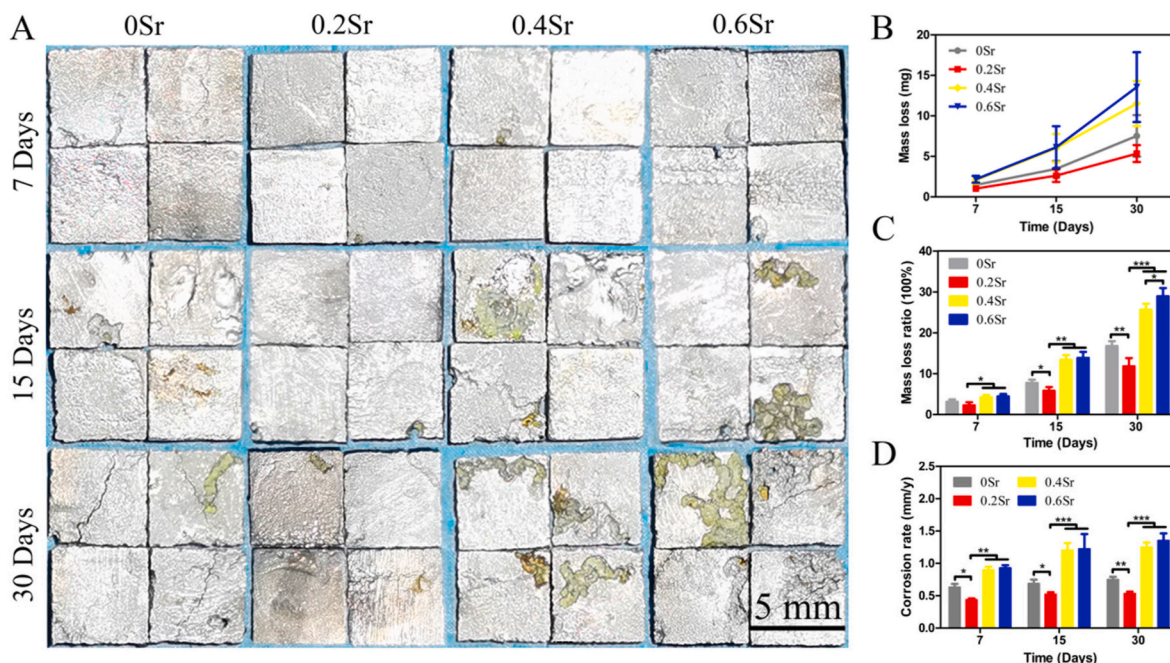 A
0Sr 0.2Sr 0.4Sr 0.6Sr
7 Days
15 Days
30 Days
5 mm
B
Mass loss (mg)
20
15
10
5
0
0Sr
0.2Sr
0.4Sr
0.6Sr
7 15 30
Time (Days)
C
Mass loss ratio (100%)
40
30
20
10
0
0Sr
0.2Sr
0.4Sr
0.6Sr
* * ** ** *** *
7 15 30
Time (Days)
D
Corrosion rate (mm/y)
2.5
2.0
1.5
1.0
0.5
0.0
0Sr 0.4Sr
0.2Sr 0.6Sr
* ** * *** ** ***
7 15 30
Time (Days)